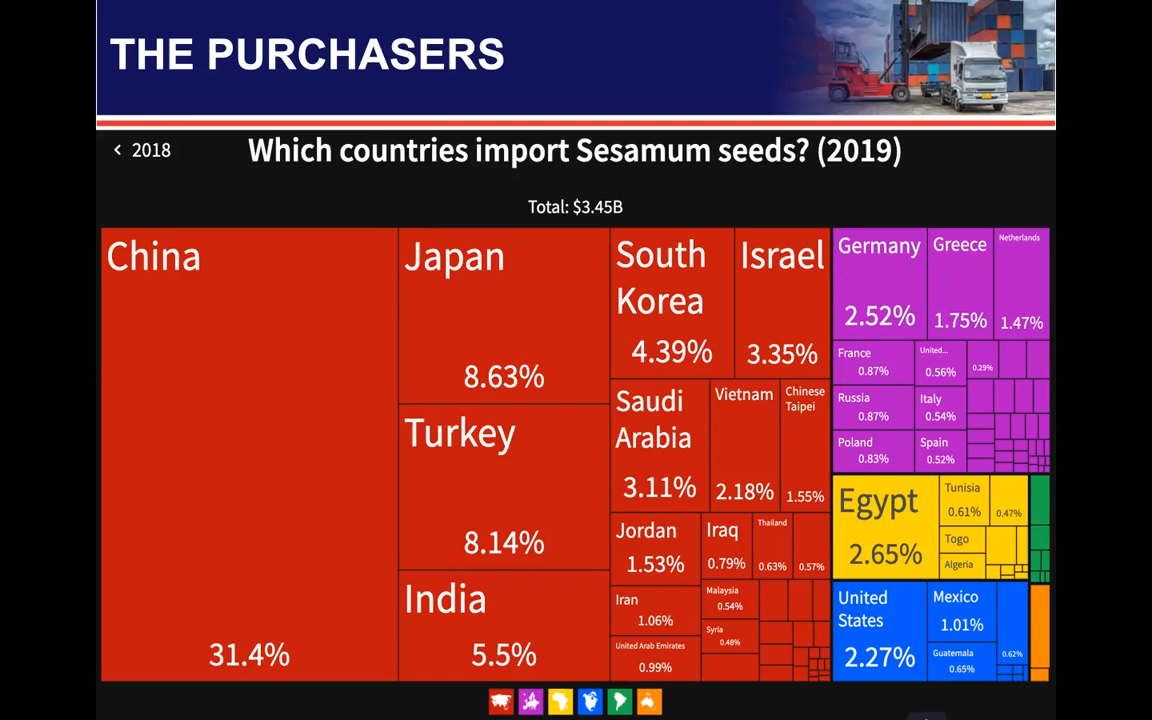 THE PURCHASERS
< 2018
Which countries import Sesamum seeds? (2019)
Total: $3.45B
China
31.4%
Japan
8.63%
Turkey
8.14%
India
5.5%
South
Korea
4.39%
Israel
3.35%
Saudi
Arabia
3.11%
Vietnam
2.18%
Chinese
Taipei
1.55%
Jordan
1.53%
Iraq
0.79%
Thailand
0.63%
0.57%
Iran
1.06%
Malaysia
0.54%
Syria
0.48%
United Arab Emirates
0.99%
Germany
2.52%
Greece
1.75%
Netherlands
1.47%
France
0.87%
United...
0.56%
0.29%
Russia
0.87%
Italy
0.54%
Poland
0.83%
Spain
0.52%
Egypt
2.65%
Tunisia
0.61%
0.47%
Togo
Algeria
United
States
2.27%
Mexico
1.01%
Guatemala
0.65%
0.62%